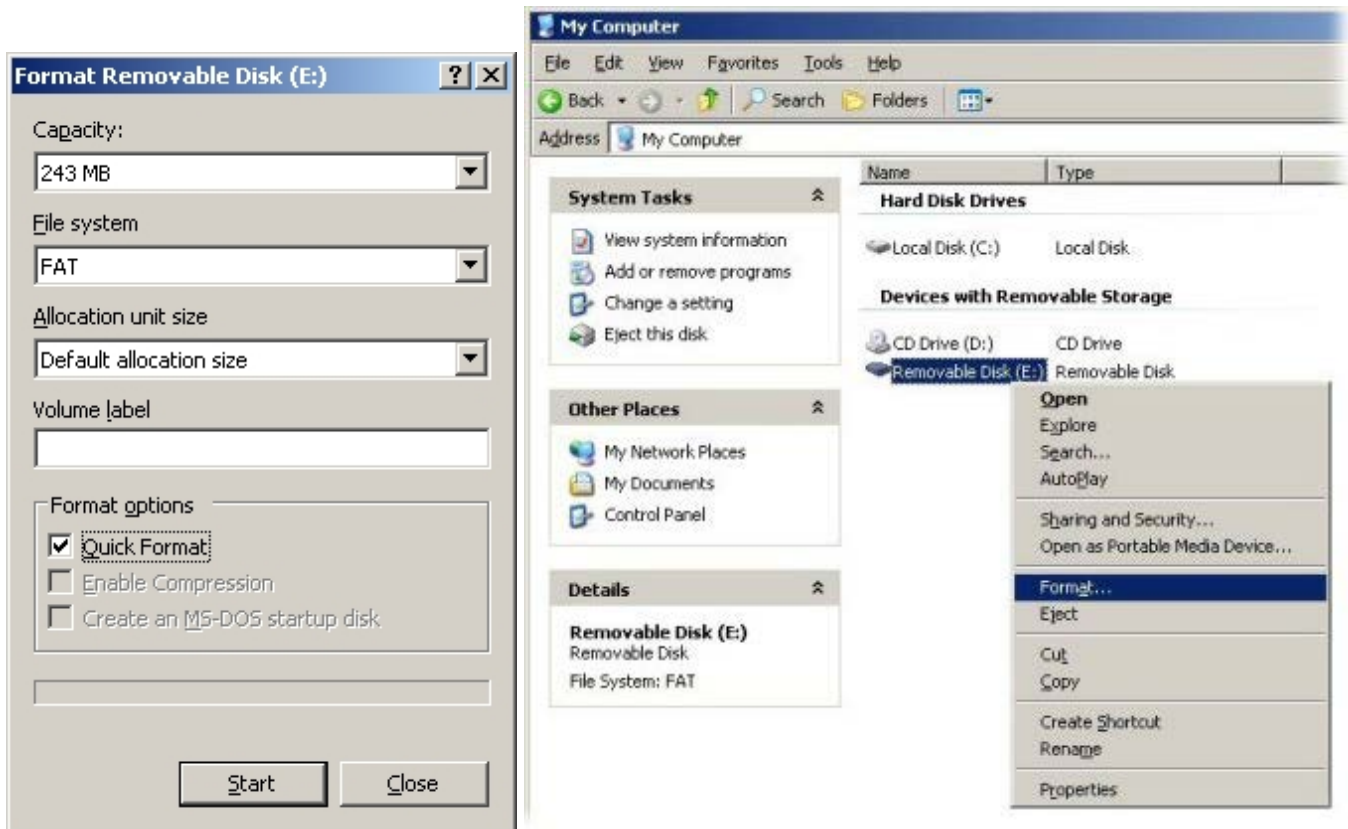 Format Removable Disk (E:)
Capacity:
243 MB
File system
FAT
Allocation unit size
Default allocation size
Volume label
Format options
Quick Format
Enable Compression
Create an MS-DOS startup disk
Start
Close
My Computer
File Edit View Favorites Tools Help
Back Search Folders
Address My Computer
System Tasks
View system information
Add or remove programs
Change a setting
Eject this disk
Other Places
My Network Places
My Documents
Control Panel
Details
Removable Disk (E:)
Removable Disk
File System: FAT
Name Type
Hard Disk Drives
Local Disk (C:) Local Disk
Devices with Removable Storage
CD Drive (D:) CD Drive
Removable Disk (E:) Removable Disk
Open
Explore
Search...
AutoPlay
Sharing and Security...
Open as Portable Media Device...
Format...
Eject
Cut
Copy
Create Shortcut
Rename
Properties